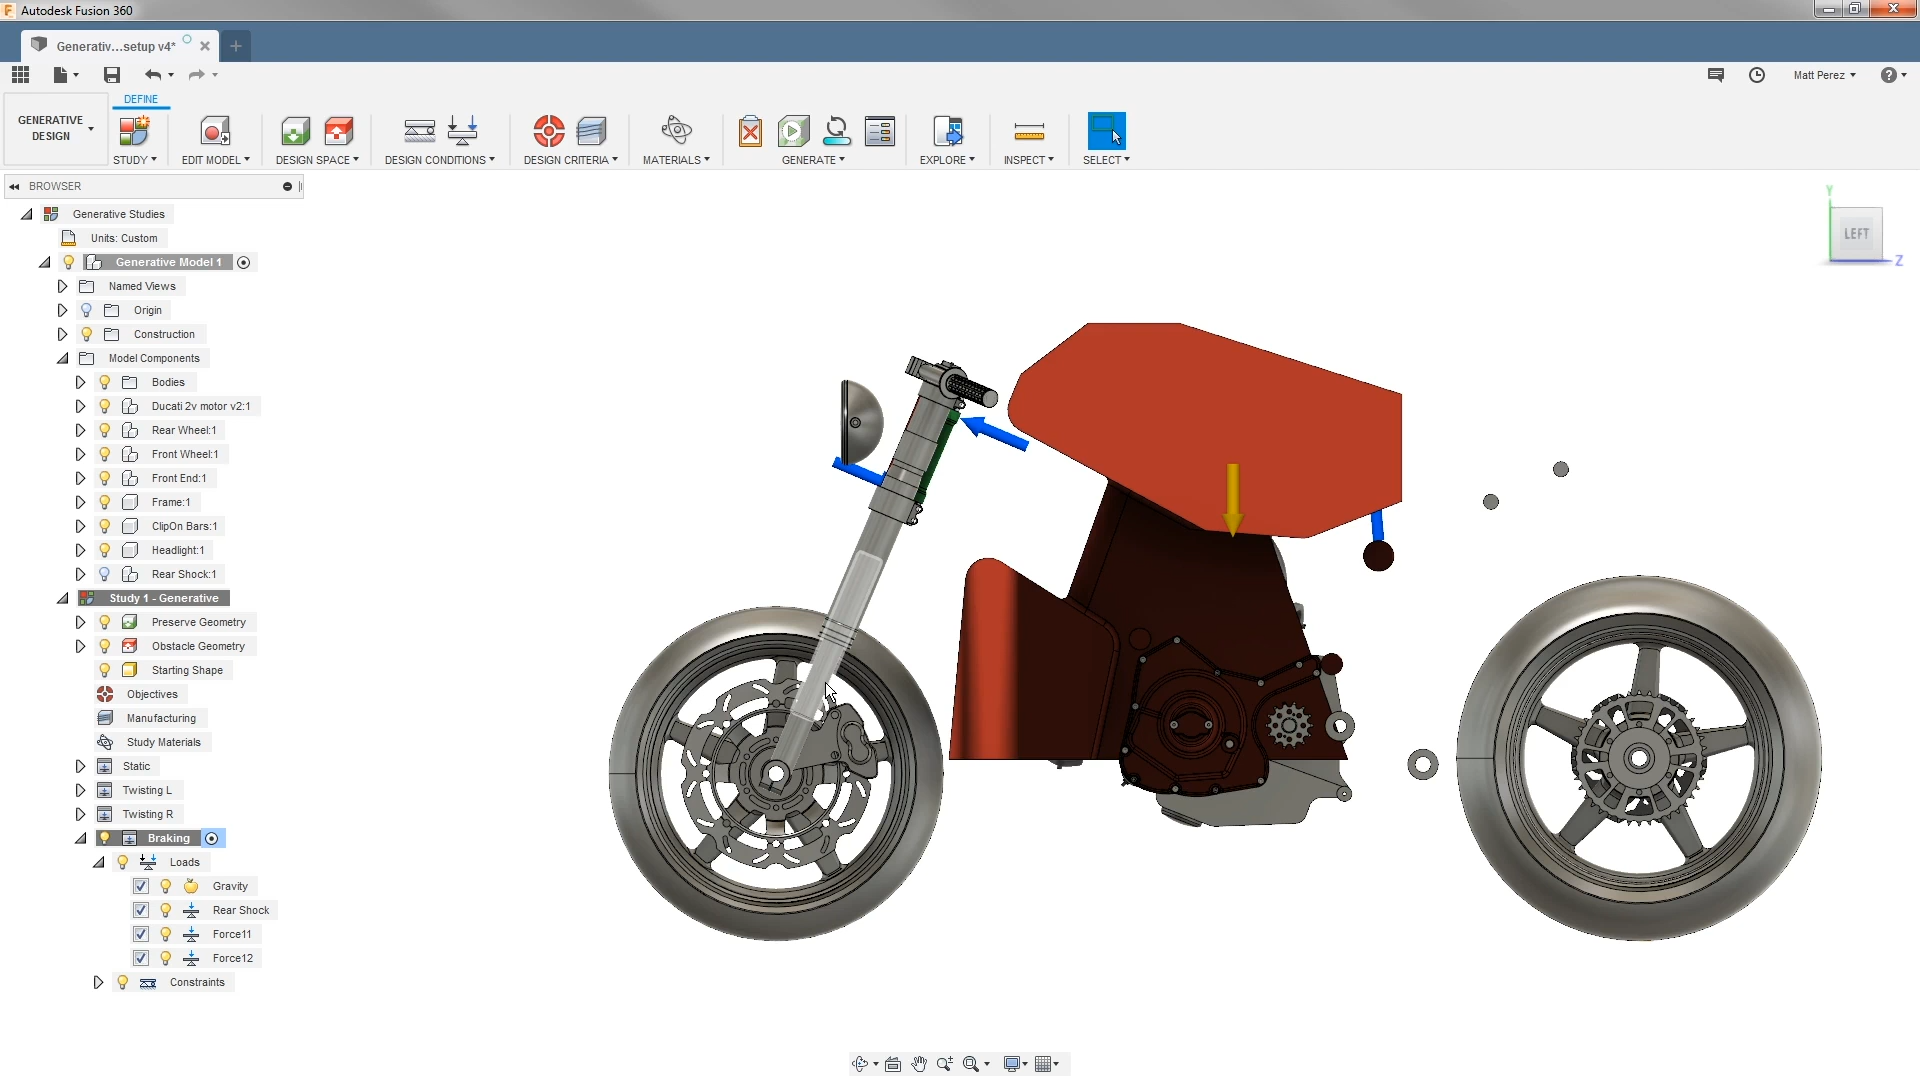 Autodesk Fusion 360
Generativ...setup v4*
Matt Perez
DEFINE
GENERATIVE DESIGN
STUDY
EDIT MODEL
DESIGN SPACE
DESIGN CONDITIONS
DESIGN CRITERIA
MATERIALS
GENERATE
EXPLORE
INSPECT
SELECT
BROWSER
Generative Studies
Units: Custom
Generative Model 1
Named Views
Origin
Construction
Model Components
Bodies
Ducati 2v motor v2:1
Rear Wheel:1
Front Wheel:1
Front End:1
Frame:1
ClipOn Bars:1
Headlight:1
Rear Shock:1
Study 1 - Generative
Preserve Geometry
Obstacle Geometry
Starting Shape
Objectives
Manufacturing
Study Materials
Static
Twisting L
Twisting R
Braking
Loads
Gravity
Rear Shock
Force11
Force12
Constraints
Y
LEFT
Z